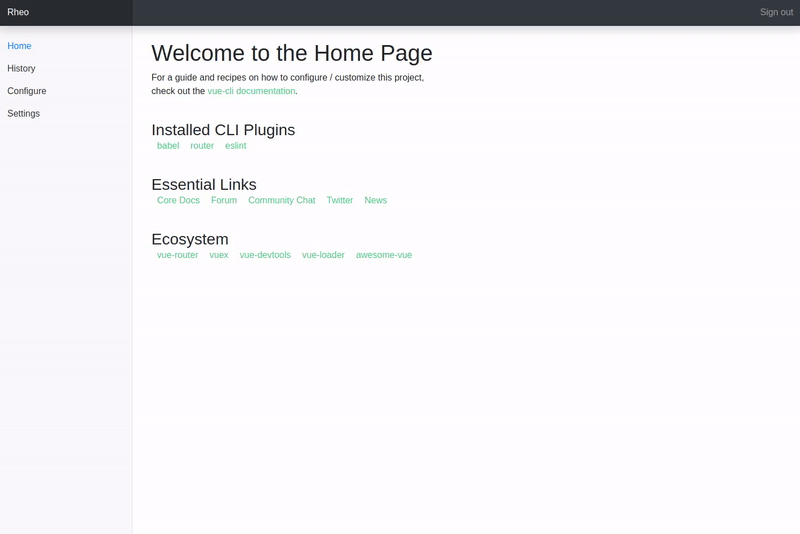 Rheo
Sign out
Home
History
Configure
Settings
Welcome to the Home Page
For a guide and recipes on how to configure / customize this project,
check out the vue-cli documentation.
Installed CLI Plugins
babel router eslint
Essential Links
Core Docs Forum Community Chat Twitter News
Ecosystem
vue-router vuex vue-devtools vue-loader awesome-vue